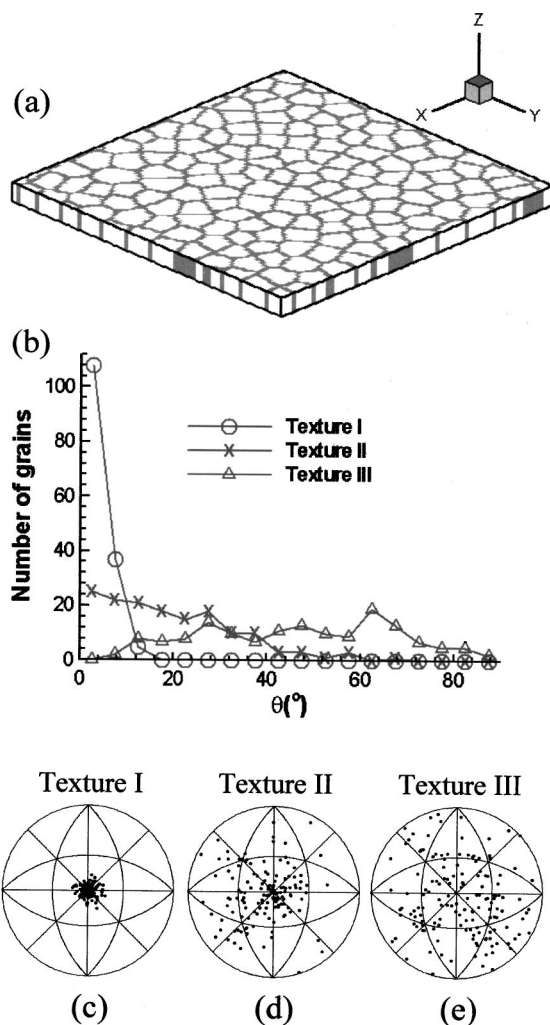 (a)
Z
X
Y
(b)
Number of grains
100
80
60
40
20
0
Texture I
Texture II
Texture III
0
20
40
60
80
θ(°)
Texture I
Texture II
Texture III
(c)
(d)
(e)